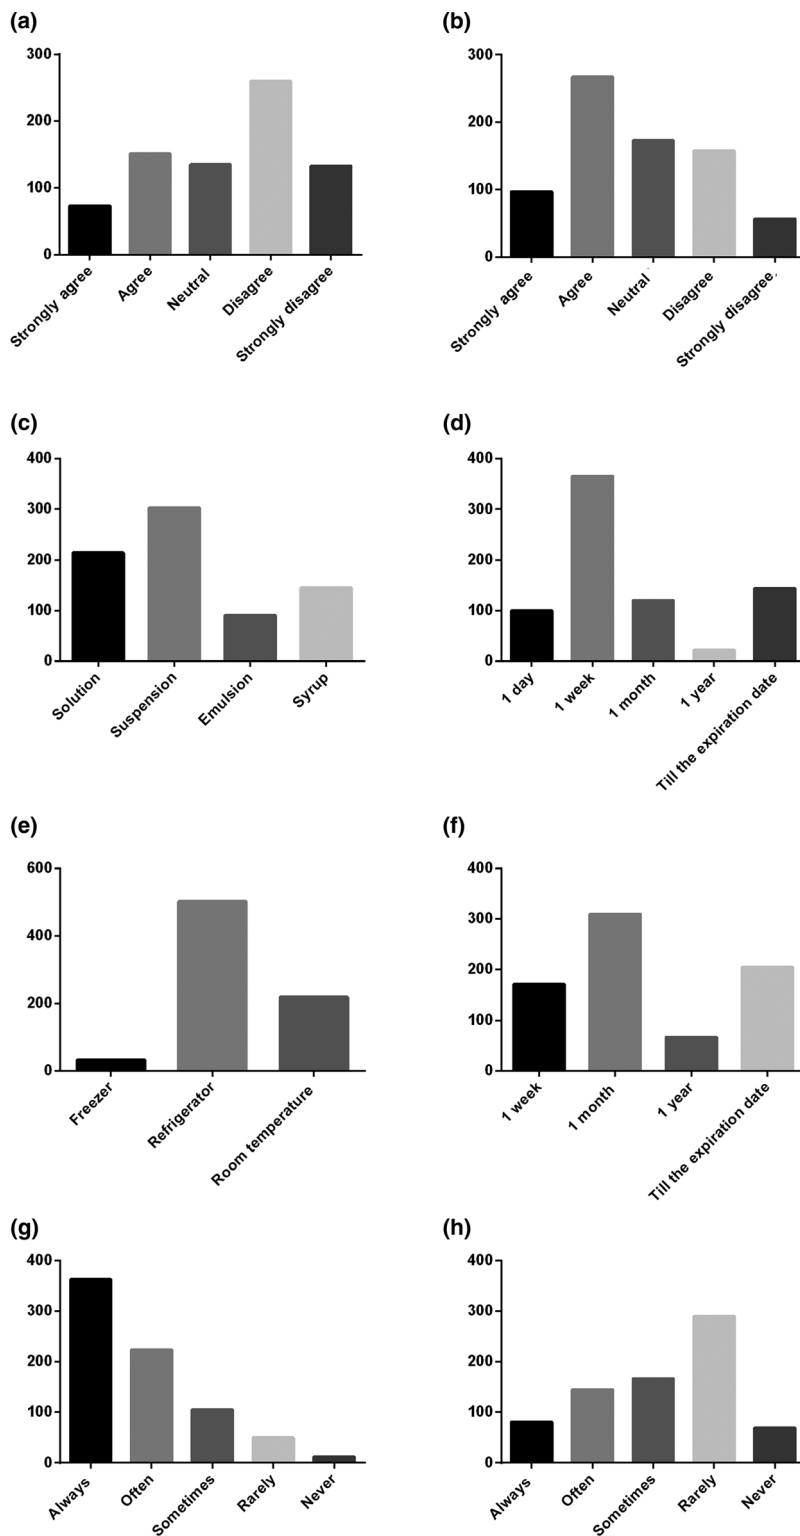 (a)
300
200
100
0
Strongly agree
Agree
Neutral
Disagree
Strongly disagree
(b)
300
200
100
0
Strongly agree
Agree
Neutral
Disagree
Strongly disagree
(c)
400
300
200
100
0
Solution
Suspension
Emulsion
Syrup
(d)
400
300
200
100
0
1 day
1 week
1 month
1 year
Till the expiration date
(e)
600
400
200
0
Freezer
Refrigerator
Room temperature
(f)
400
300
200
100
0
1 week
1 month
1 year
Till the expiration date
(g)
400
300
200
100
0
Always
Often
Sometimes
Rarely
Never
(h)
400
300
200
100
0
Always
Often
Sometimes
Rarely
Never